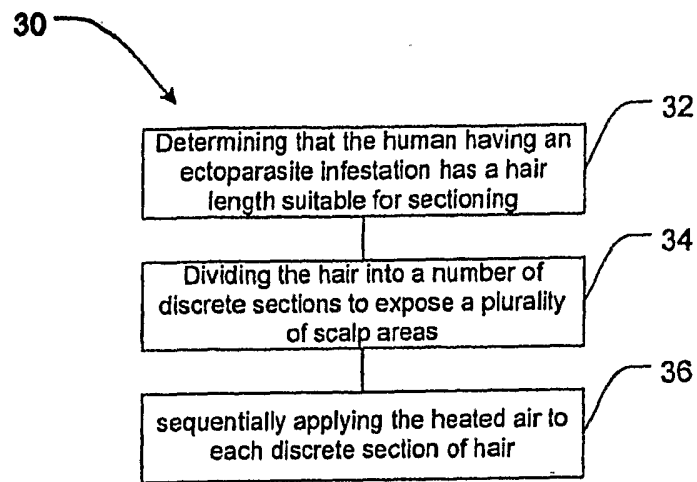 30
32
Determining that the human having an
ectoparasite infestation has a hair
length suitable for sectioning
34
Dividing the hair into a number of
discrete sections to expose a plurality
of scalp areas
36
sequentially applying the heated air to
each discrete section of hair